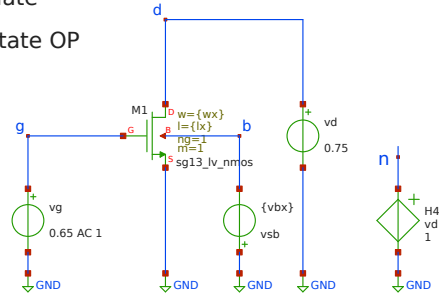 tate OP
d
M1
D
w={wx}
l={lx}
G
B
ng=1
m=1
S
sg13_lv_nmos
g
b
n
vd
0.75
vg
0.65 AC 1
{vbx}
vsb
H4
vd
1
GND
GND
GND
GND
GND